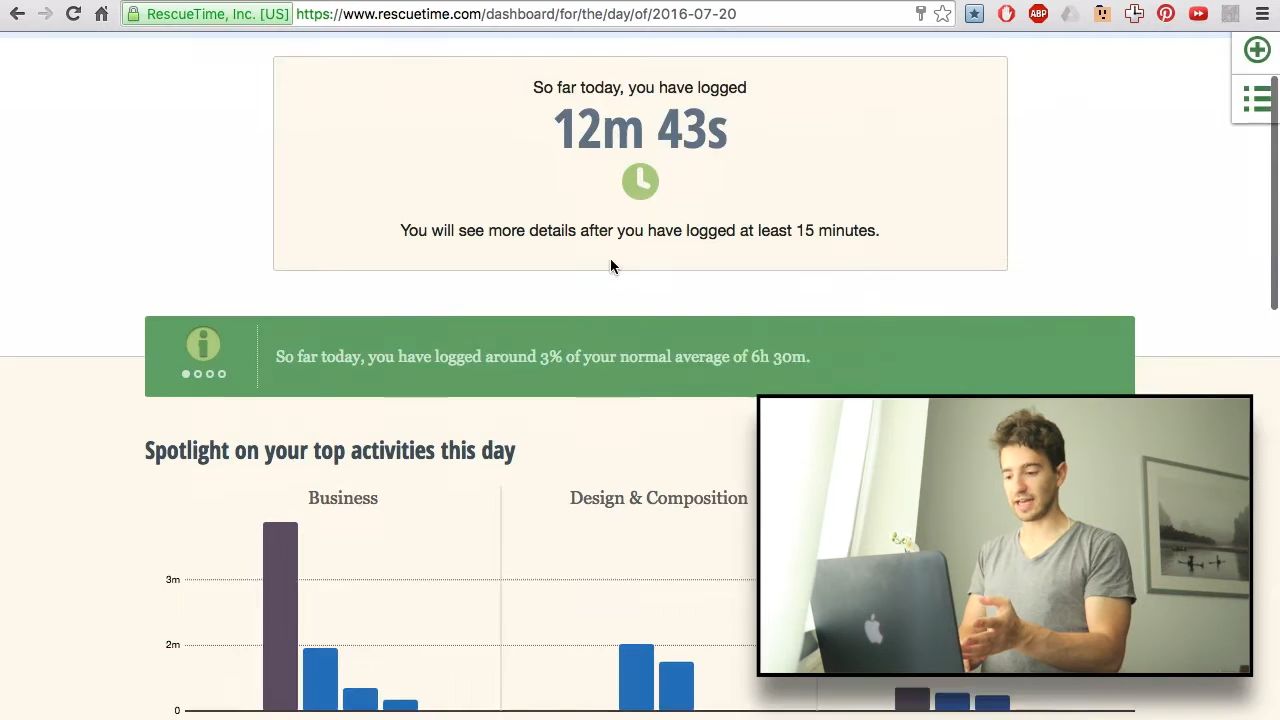 RescueTime, Inc. [US]
https://www.rescuetime.com/dashboard/for/the/day/of/2016-07-20
ABP
So far today, you have logged
12m 43s
You will see more details after you have logged at least 15 minutes.
So far today, you have logged around 3% of your normal average of 6h 30m.
Spotlight on your top activities this day
Business
Design & Composition
3m
2m
0